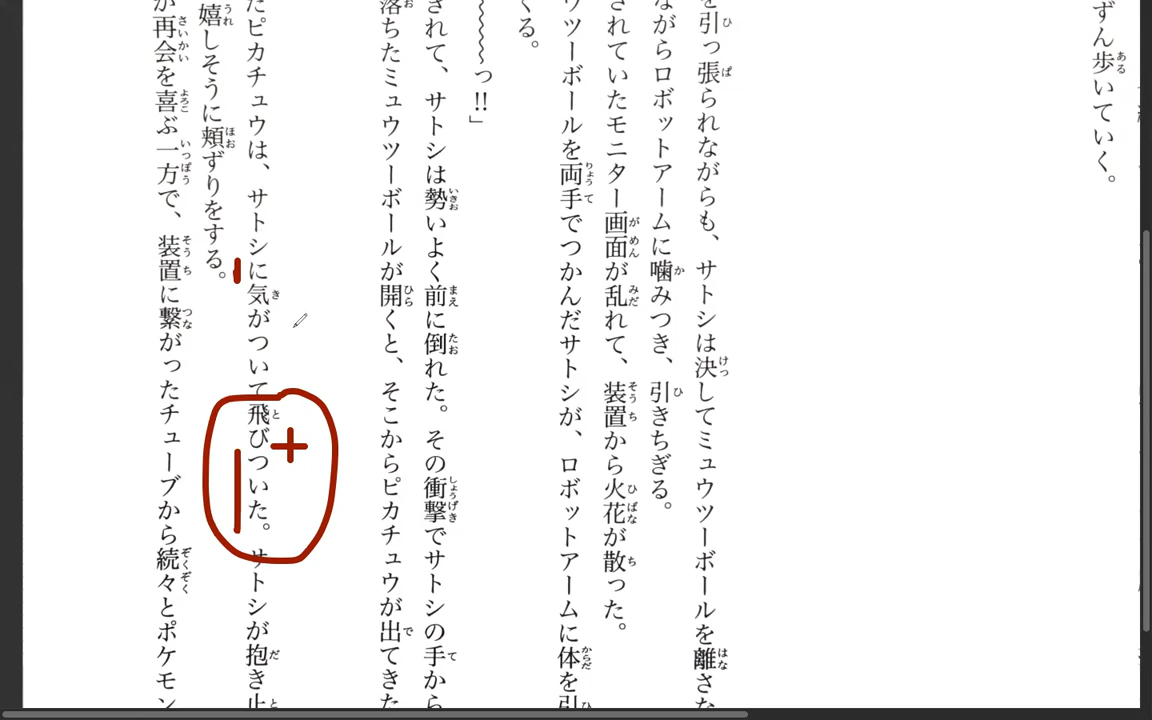 ずん歩いていく。
を引っ張られながらも、サトシは決してミュウツーボールを離さな
ながらロボットアームに噛みつき、引きちぎる。
されていたモニター画面が乱れて、装置から火花が散った。
ウツーボールを両手でつかんだサトシが、ロボットアームに体を引
くる。
～～～～っ!!」
きれて、サトシは勢いよく前に倒れた。その衝撃でサトシの手から
落ちたミュウツーボールが開くと、そこからピカチュウが出てきた
たピカチュウは、サトシに気がついて飛びついた。サトシが抱き止
嬉しそうに頬ずりをする。
が再会を喜ぶ一方で、装置に繋がったチューブから続々とポケモン